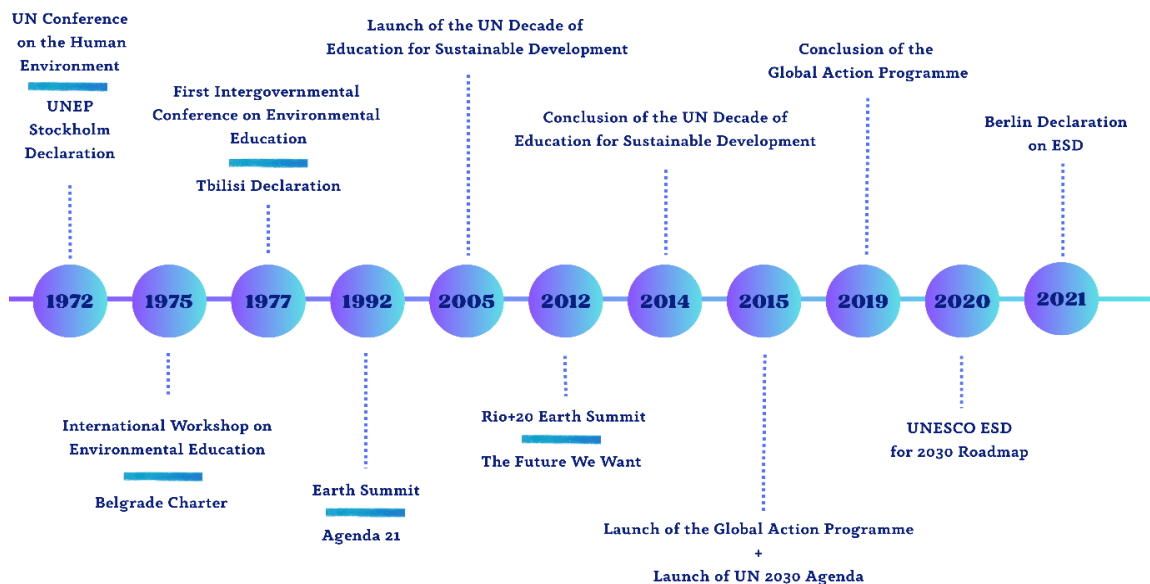 UN Conference
on the Human
Environment
UNEP
Stockholm
Declaration
First Intergovernmental
Conference on Environmental
Education
Tbilisi Declaration
Launch of the UN Decade of
Education for Sustainable Development
Conclusion of the UN Decade of
Education for Sustainable Development
Conclusion of the
Global Action Programme
Berlin Declaration
on ESD
1972
1975
1977
1992
2005
2012
2014
2015
2019
2020
2021
International Workshop on
Environmental Education
Belgrade Charter
Earth Summit
Agenda 21
Rio+20 Earth Summit
The Future We Want
Launch of the Global Action Programme
+
Launch of UN 2030 Agenda
UNESCO ESD
for 2030 Roadmap